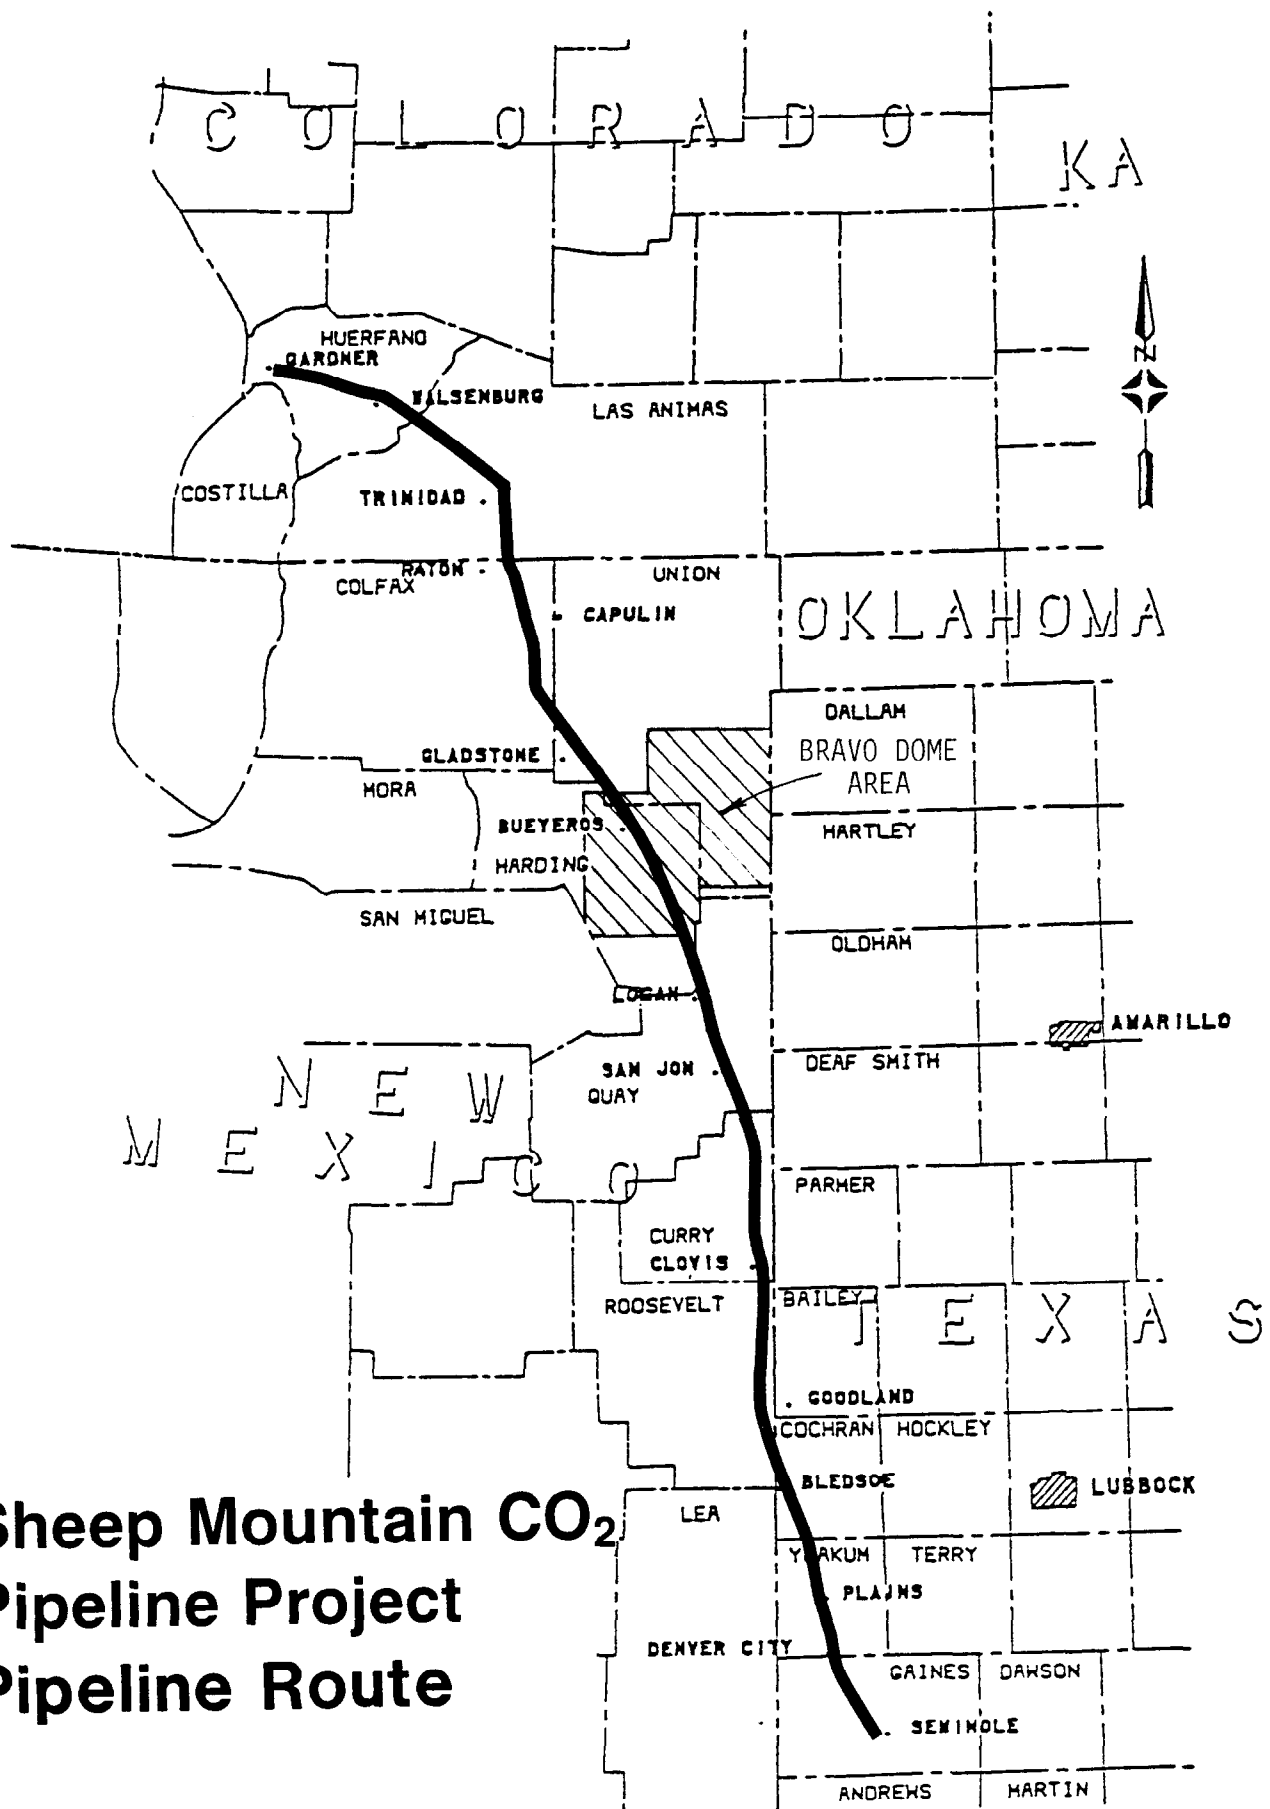 COLORADO
KA
HUERFANO
GARDNER
WALSENBURG
LAS ANIMAS
COSTILLA
TRINIDAD
N
RATON
UNION
COLFAX
CAPULIN
OKLAHOMA
DALLAM
BRAVO DOME
AREA
GLADSTONE
MORA
BUEYEROS
HARTLEY
HARDING
SAN MIGUEL
OLDHAM
LOGAN
AMARILLO
DEAF SMITH
SAN JON
QUAY
NEW
MEXICO
PARMER
CURRY
CLOVIS
ROOSEVELT
BAILEY
TEXAS
GOODLAND
COCHRAN HOCKLEY
BLEDSOE
LUBBOCK
LEA
YOAKUM TERRY
PLAINS
DENVER CITY
GAINES DAWSON
SEMINOLE
ANDREWS MARTIN
Sheep Mountain CO2
Pipeline Project
Pipeline Route